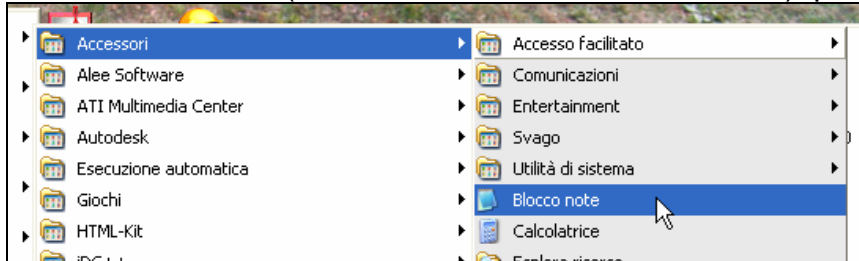 Accessori
Alee Software
ATI Multimedia Center
Autodesk
Esecuzione automatica
Giochi
HTML-Kit
Accesso facilitato
Comunicazioni
Entertainment
Svago
Utilità di sistema
Blocco note
Calcolatrice